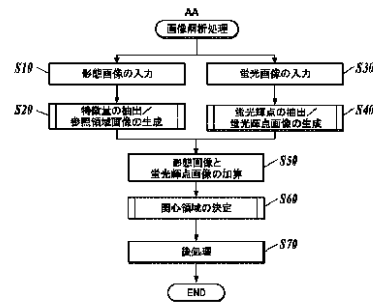 AA
画像解析処理
S10
形態画像の入力
蛍光画像の入力
S30
S20
特徴量の抽出/
参照領域画像の生成
蛍光輝点の抽出/
蛍光輝点画像の生成
S40
形態画像と
蛍光輝点画像の加算
S50
関心領域の決定
S60
後処理
S70
END